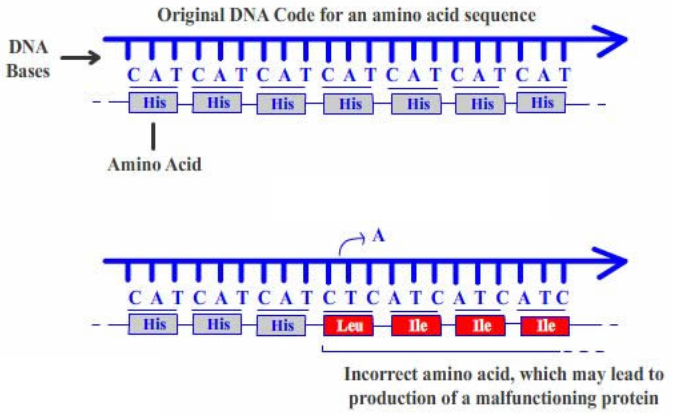 Original DNA Code for an amino acid sequence
DNA
Bases
C A T C A T C A T C A T C A T C A T C A T
His His His His His His His
Amino Acid
A
C A T C A T C A T C T C A T C A T C A T C
His His His Leu Ile Ile Ile
Incorrect amino acid, which may lead to
production of a malfunctioning protein